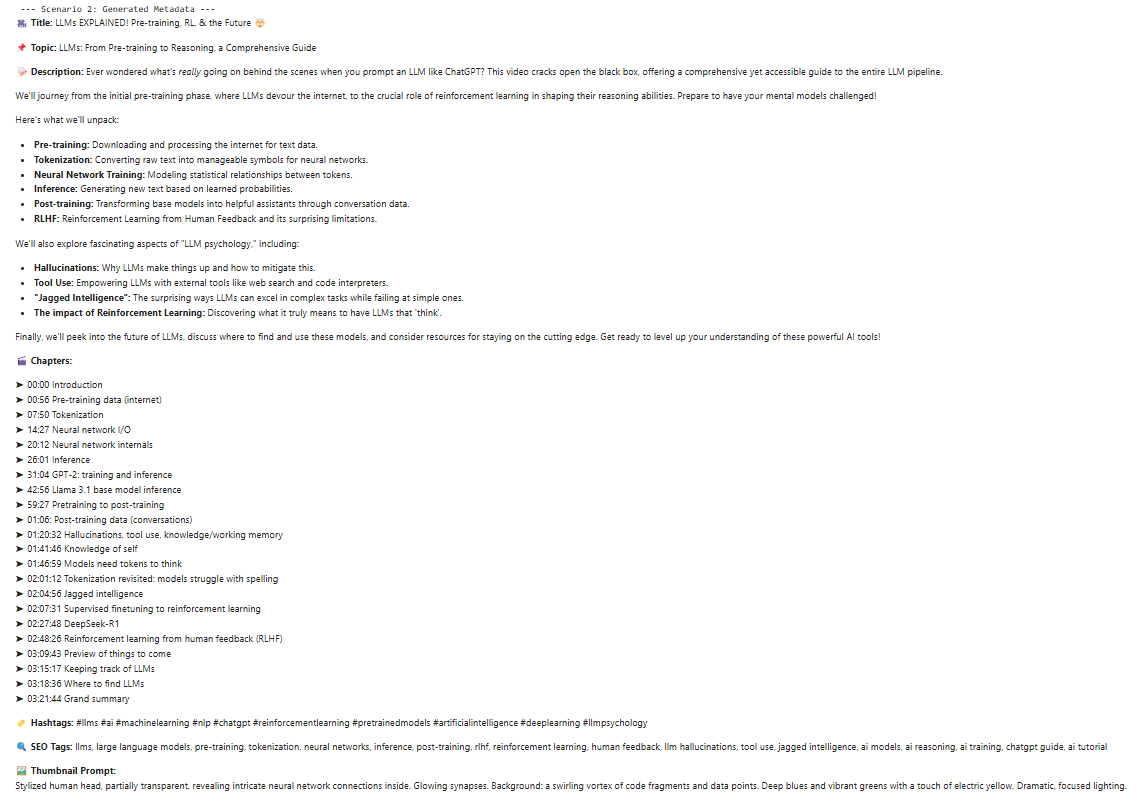 --- Scenario 2: Generated Metadata ---
🎥 Title: LLMs EXPLAINED! Pre-training, RL, & the Future 🤯
📌 Topic: LLMs: From Pre-training to Reasoning, a Comprehensive Guide
📝 Description: Ever wondered what's really going on behind the scenes when you prompt an LLM like ChatGPT? This video cracks open the black box, offering a comprehensive yet accessible guide to the entire LLM pipeline.
We'll journey from the initial pre-training phase, where LLMs devour the internet, to the crucial role of reinforcement learning in shaping their reasoning abilities. Prepare to have your mental models challenged!
Here's what we'll unpack:
• Pre-training: Downloading and processing the internet for text data.
• Tokenization: Converting raw text into manageable symbols for neural networks.
• Neural Network Training: Modeling statistical relationships between tokens.
• Inference: Generating new text based on learned probabilities.
• Post-training: Transforming base models into helpful assistants through conversation data.
• RLHF: Reinforcement Learning from Human Feedback and its surprising limitations.
We'll also explore fascinating aspects of "LLM psychology," including:
• Hallucinations: Why LLMs make things up and how to mitigate this.
• Tool Use: Empowering LLMs with external tools like web search and code interpreters.
• "Jagged Intelligence": The surprising ways LLMs can excel in complex tasks while failing at simple ones.
• The impact of Reinforcement Learning: Discovering what it truly means to have LLMs that 'think'.
Finally, we'll peek into the future of LLMs, discuss where to find and use these models, and consider resources for staying on the cutting edge. Get ready to level up your understanding of these powerful AI tools!
🎬 Chapters:
➤ 00:00 Introduction
➤ 00:56 Pre-training data (internet)
➤ 07:50 Tokenization
➤ 14:27 Neural network I/O
➤ 20:12 Neural network internals
➤ 26:01 Inference
➤ 31:04 GPT-2: training and inference
➤ 42:56 Llama 3.1 base model inference
➤ 59:27 Pretraining to post-training
➤ 01:06: Post-training data (conversations)
➤ 01:20:32 Hallucinations, tool use, knowledge/working memory
➤ 01:41:46 Knowledge of self
➤ 01:46:59 Models need tokens to think
➤ 02:01:12 Tokenization revisited: models struggle with spelling
➤ 02:04:56 Jagged intelligence
➤ 02:07:31 Supervised finetuning to reinforcement learning
➤ 02:27:48 DeepSeek-R1
➤ 02:48:26 Reinforcement learning from human feedback (RLHF)
➤ 03:09:43 Preview of things to come
➤ 03:15:17 Keeping track of LLMs
➤ 03:18:36 Where to find LLMs
➤ 03:21:44 Grand summary
🏷️ Hashtags: #llms #ai #machinelearning #nlp #chatgpt #reinforcementlearning #pretrainedmodels #artificialintelligence #deeplearning #llmpsychology
🔍 SEO Tags: llms, large language models, pre-training, tokenization, neural networks, inference, post-training, rlhf, reinforcement learning, human feedback, llm hallucinations, tool use, jagged intelligence, ai models, ai reasoning, ai training, chatgpt guide, ai tutorial
🖼️ Thumbnail Prompt:
Stylized human head, partially transparent, revealing intricate neural network connections inside. Glowing synapses. Background: a swirling vortex of code fragments and data points. Deep blues and vibrant greens with a touch of electric yellow. Dramatic, focused lighting.